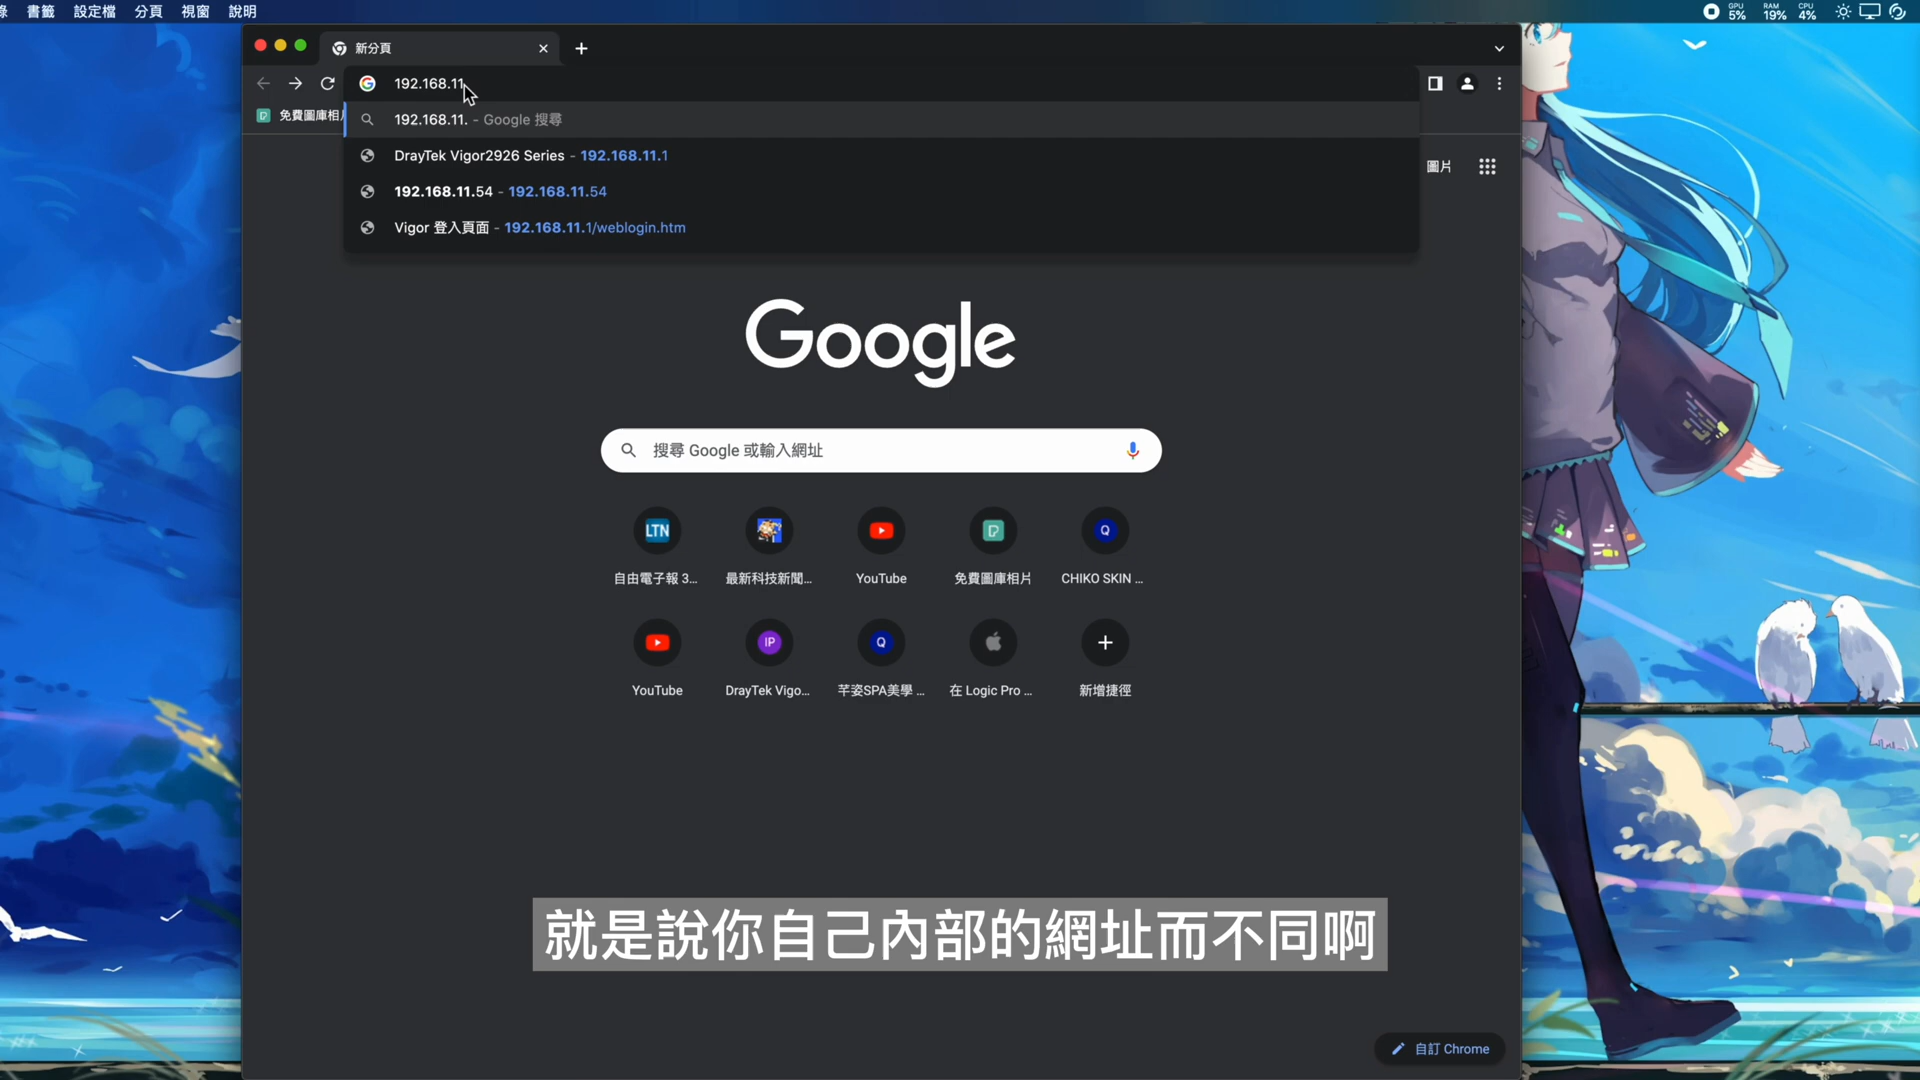 書籤 設定檔 分頁 視窗 說明
GPU 5% RAM 19% CPU 4%
新分頁
192.168.11.
免費圖庫相片
192.168.11. - Google 搜尋
DrayTek Vigor2926 Series - 192.168.11.1
圖片
192.168.11.54 - 192.168.11.54
Vigor 登入頁面 - 192.168.11.1/weblogin.htm
Google
搜尋 Google 或輸入網址
LTN
自由電子報 3... 最新科技新聞... YouTube 免費圖庫相片 CHIKO SKIN ...
IP
YouTube DrayTek Vigo... 芊姿SPA美學 ... 在 Logic Pro ... 新增捷徑
就是說你自己內部的網址而不同啊
自訂 Chrome